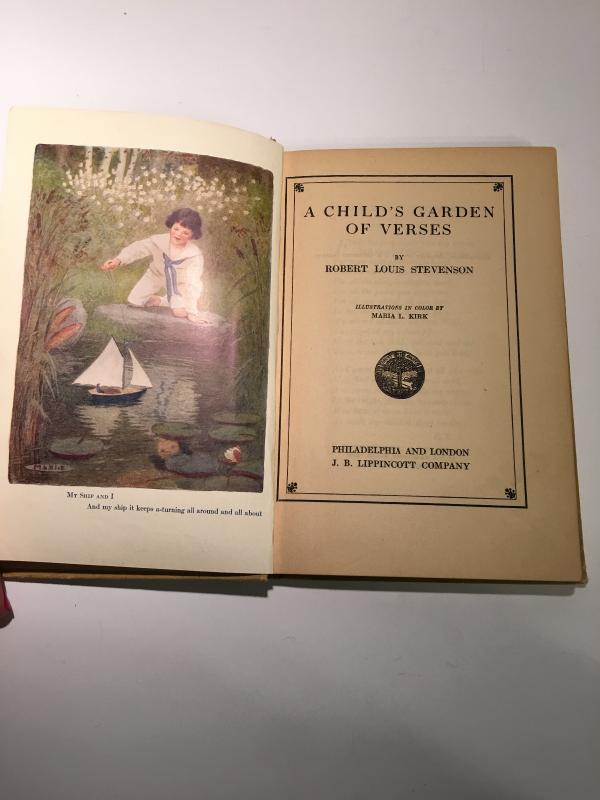 My Ship and I
And my ship it keeps a-turning all around and all about
A CHILD'S GARDEN
OF VERSES
BY
ROBERT LOUIS STEVENSON
ILLUSTRATIONS IN COLOR BY
MARIA L. KIRK
PHILADELPHIA AND LONDON
J. B. LIPPINCOTT COMPANY